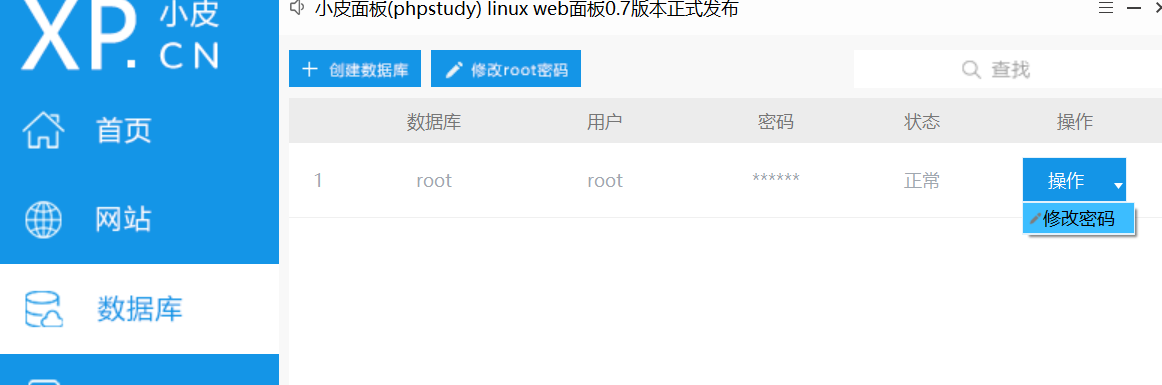 XP. 小皮
CN
小皮面板(phpstudy) linux web面板0.7版本正式发布
首页
网站
数据库
创建数据库 修改root密码 查找
数据库 用户 密码 状态 操作
1 root root ****** 正常 操作
修改密码